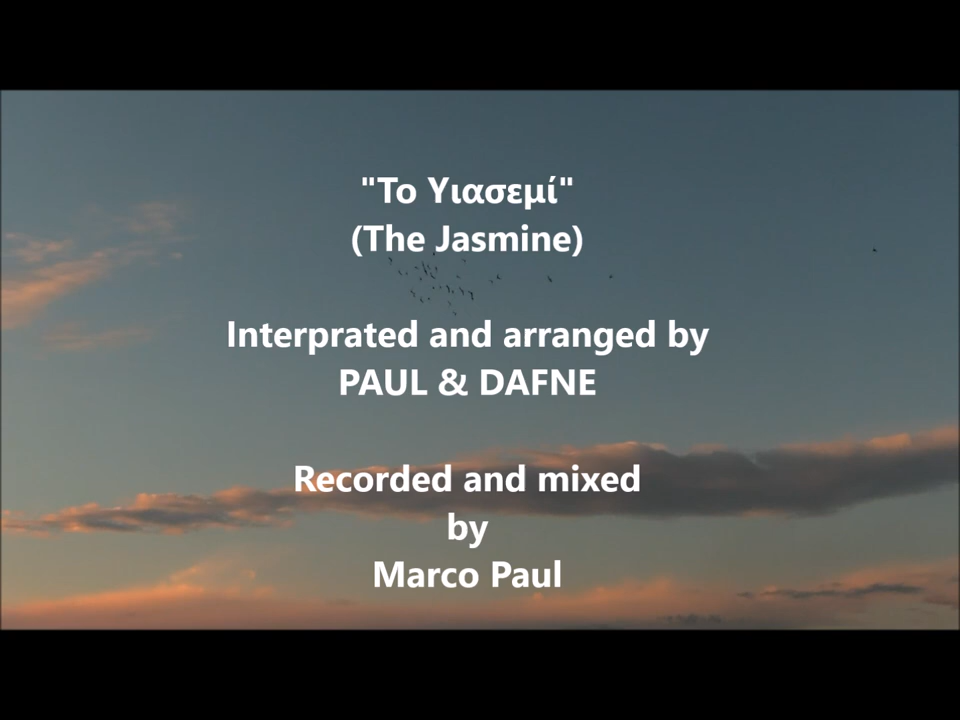 "Το Υιασεμί"
(The Jasmine)
Interprated and arranged by
PAUL & DAFNE
Recorded and mixed
by
Marco Paul